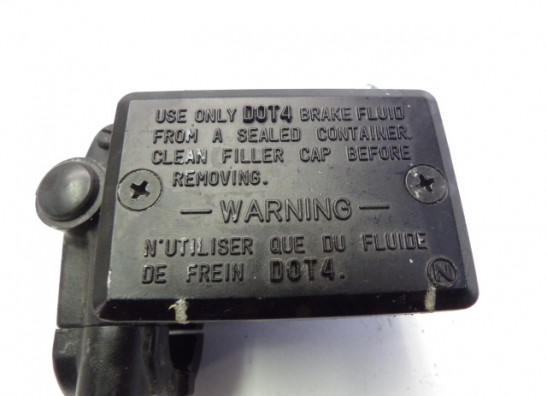 USE ONLY DOT4 BRAKE FLUID
FROM A SEALED CONTAINER.
CLEAN FILLER CAP BEFORE
REMOVING.
— WARNING —
N'UTILISER QUE DU FLUIDE
DE FREIN DOT4.
N